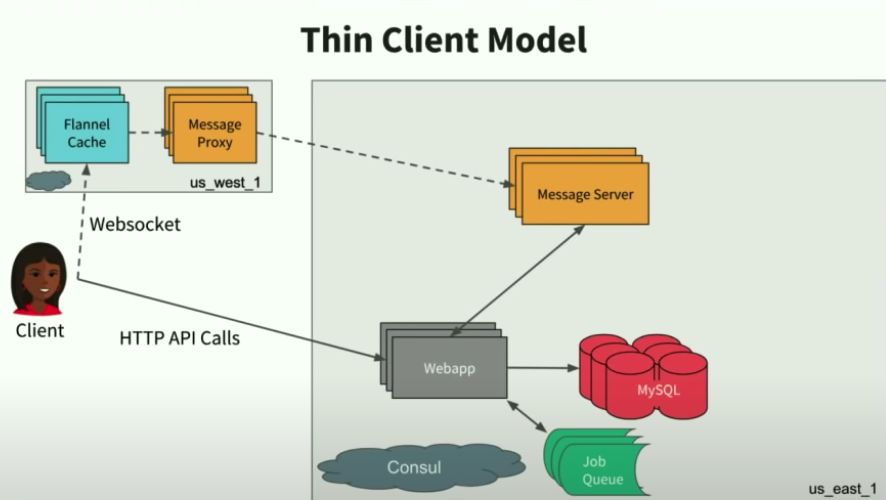 Thin Client Model
Flannel
Cache
Message
Proxy
us_west_1
Message Server
Websocket
Client
HTTP API Calls
Webapp
MySQL
Consul
Job
Queue
us_east_1